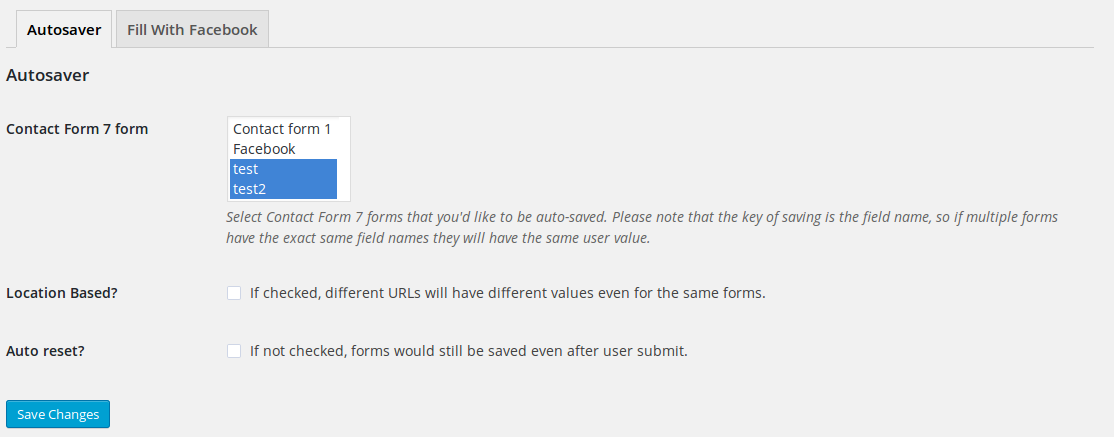 Autosaver
Fill With Facebook
Autosaver
Contact Form 7 form
Contact form 1
Facebook
test
test2
Select Contact Form 7 forms that you'd like to be auto-saved. Please note that the key of saving is the field name, so if multiple forms
have the exact same field names they will have the same user value.
Location Based?
If checked, different URLs will have different values even for the same forms.
Auto reset?
If not checked, forms would still be saved even after user submit.
Save Changes